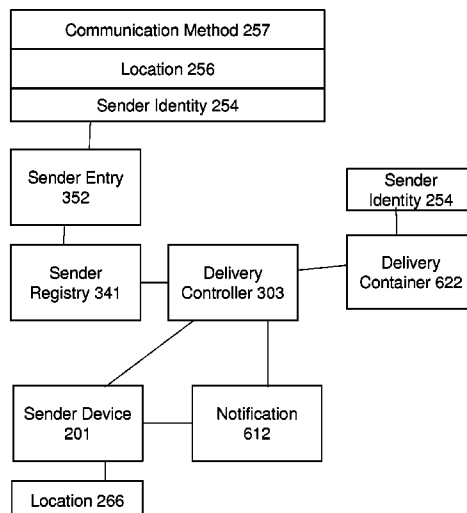 Communication Method 257
Location 256
Sender Identity 254
Sender Entry
352
Sender
Identity 254
Sender
Registry 341
Delivery
Controller 303
Delivery
Container 622
Sender Device
201
Notification
612
Location 266